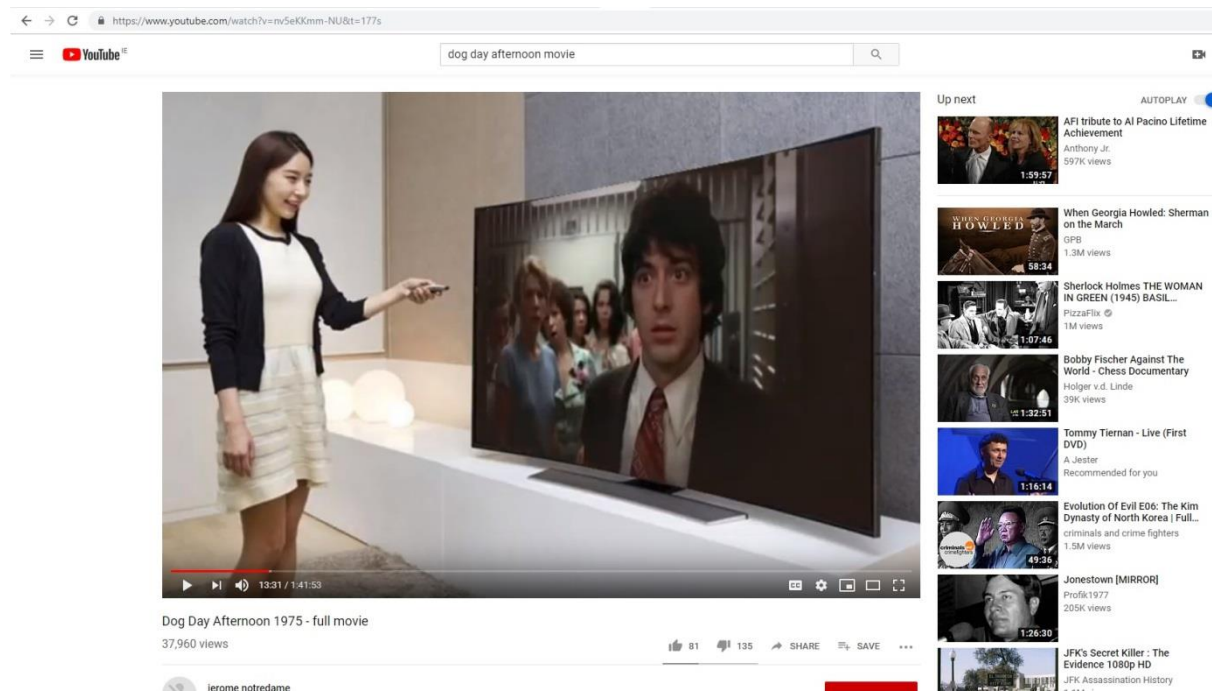 https://www.youtube.com/watch?v=nv5eKKmm-NU&t=177s
YouTube IE
dog day afternoon movie
13:31 / 1:41:53
CC
Dog Day Afternoon 1975 - full movie
37,960 views
81
135
SHARE
SAVE
jerome notredame
Up next
AUTOPLAY
1:59:57
AFI tribute to Al Pacino Lifetime
Achievement
Anthony Jr.
597K views
WHEN GEORGIA
HOWLED
58:34
When Georgia Howled: Sherman
on the March
GPB
1.3M views
1:07:46
Sherlock Holmes THE WOMAN
IN GREEN (1945) BASIL...
PizzaFlix
1M views
1:32:51
Bobby Fischer Against The
World - Chess Documentary
Holger v.d. Linde
39K views
1:16:14
Tommy Tiernan - Live (First
DVD)
A Jester
Recommended for you
criminals
crimefighters
49:36
Evolution Of Evil E06: The Kim
Dynasty of North Korea | Full...
criminals and crime fighters
1.5M views
1:26:30
Jonestown [MIRROR]
Profik1977
205K views
JFK's Secret Killer : The
Evidence 1080p HD
JFK Assassination History